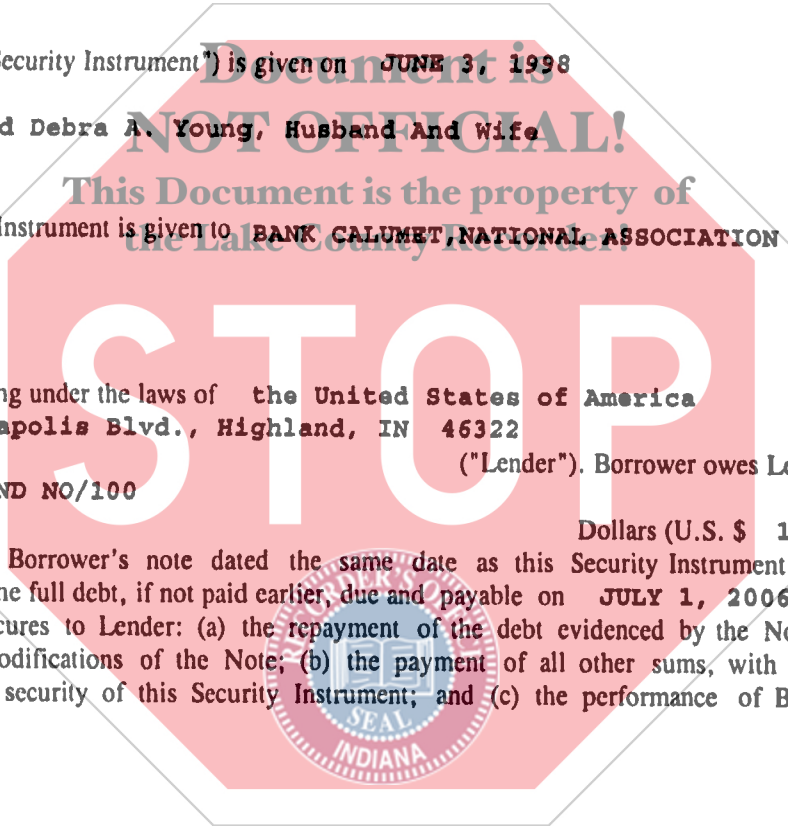 ecurity Instrument") is given on JUNE 3, 1998
Document is
d Debra A. Young, Husband And Wife
NOT OFFICIAL!
This Document is the property of
Instrument is given to BANK CALUMET,NATIONAL ASSOCIATION
the Lake County Recorder!
STOP
ng under the laws of the United States of America
apolis Blvd., Highland, IN 46322
("Lender"). Borrower owes Le
ND NO/100
Dollars (U.S. $ 1
Borrower's note dated the same date as this Security Instrument
he full debt, if not paid earlier, due and payable on JULY 1, 2006
cures to Lender: (a) the repayment of the debt evidenced by the No
odifications of the Note; (b) the payment of all other sums, with
security of this Security Instrument; and (c) the performance of B
RECORDER'S OFFICE
SEAL
INDIANA